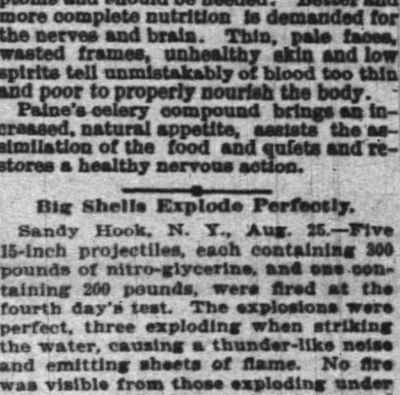 ptoms and should be heeded. Better and
more complete nutrition is demanded for
the nerves and brain. Thin, pale faces,
wasted frames, unhealthy skin and low
spirits tell unmistakably of blood too thin
and poor to properly nourish the body.
Paine's celery compound brings an in-
creased, natural appetite, assists the as-
similation of the food and quiets and re-
stores a healthy nervous action.
Big Shells Explode Perfectly.
Sandy Hook, N. Y., Aug. 25.—Five
15-inch projectiles, each containing 300
pounds of nitro-glycerine, and one con-
taining 200 pounds, were fired at the
fourth day's test. The explosions were
perfect, three exploding when striking
the water, causing a thunder-like noise
and emitting sheets of flame. No fire
was visible from those exploding under